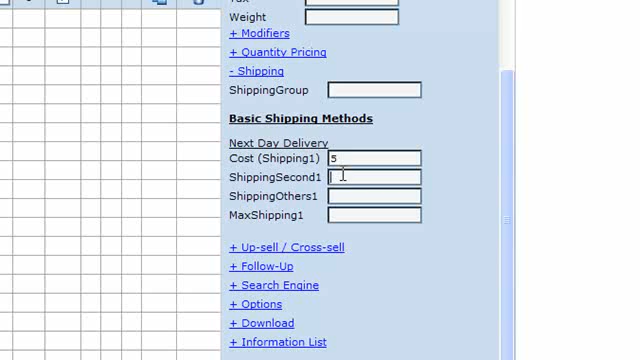 Tax
Weight
+ Modifiers
+ Quantity Pricing
- Shipping
ShippingGroup
Basic Shipping Methods
Next Day Delivery
Cost (Shipping1) 5
ShippingSecond1
ShippingOthers1
MaxShipping1
+ Up-sell / Cross-sell
+ Follow-Up
+ Search Engine
+ Options
+ Download
+ Information List